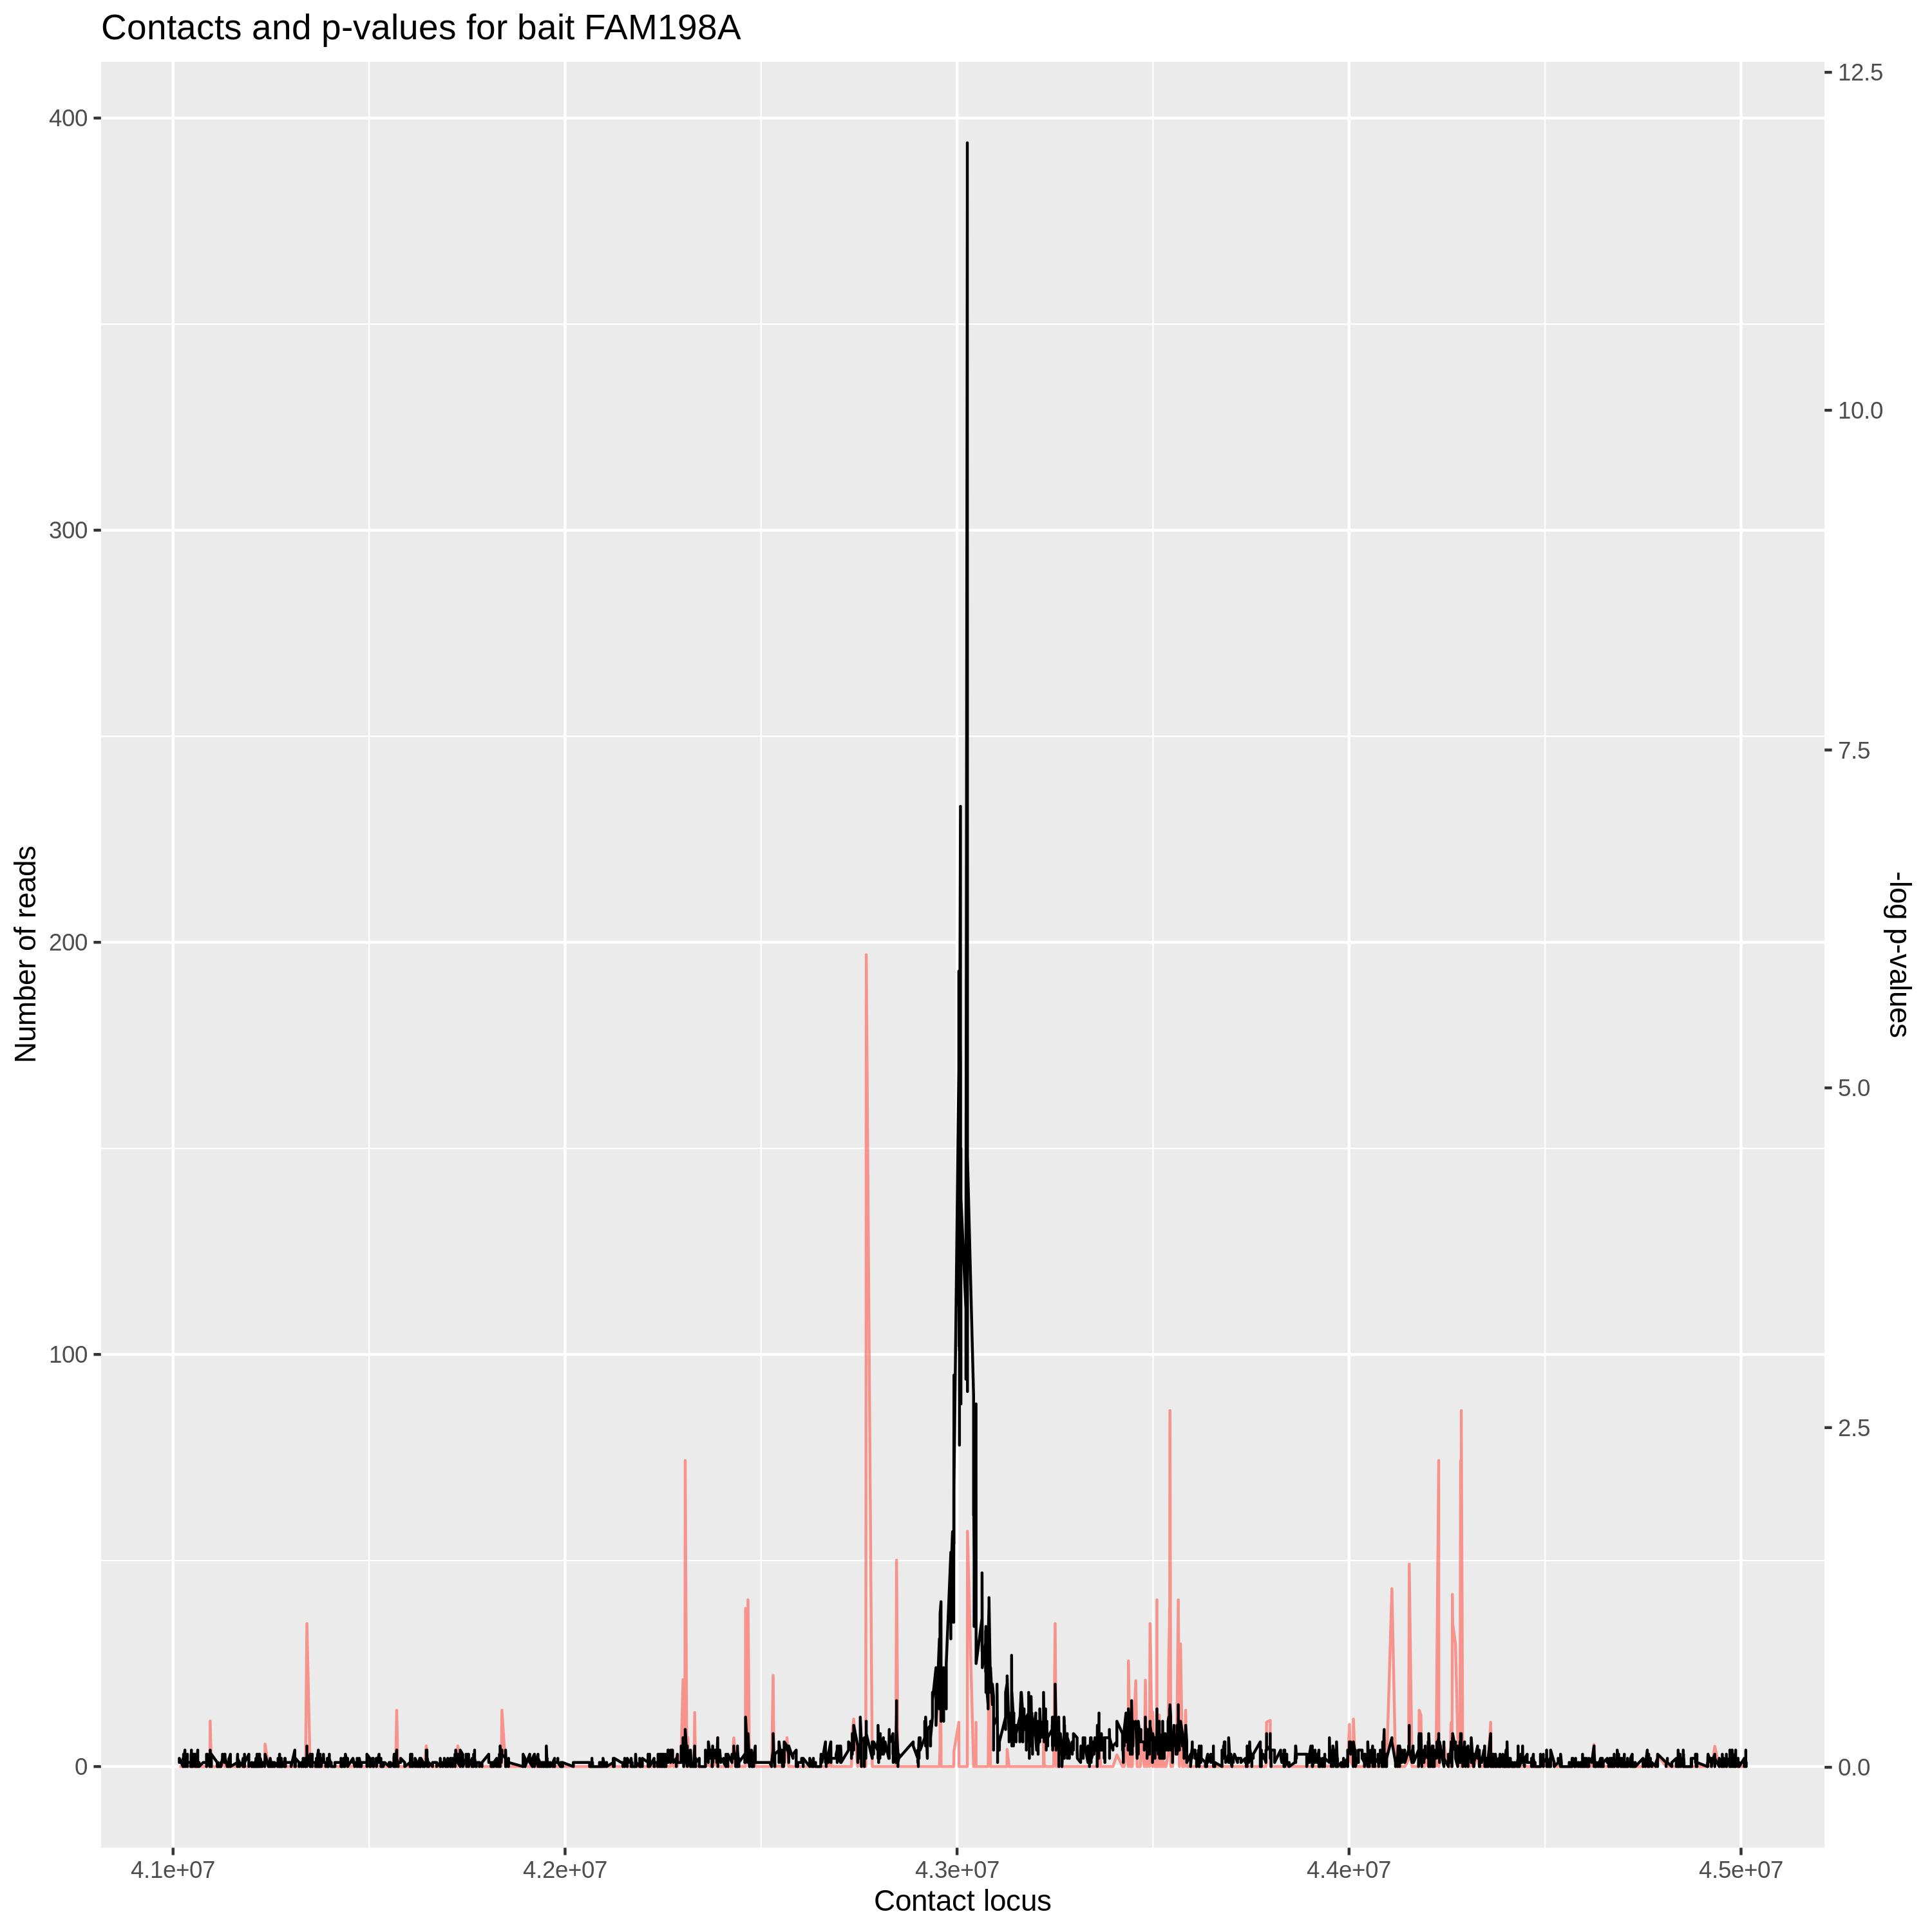 Contacts and p-values for bait FAM198A
400
300
200
100
0
Number of reads
12.5
10.0
7.5
5.0
2.5
0.0
-log p-values
4.1e+07
4.2e+07
4.3e+07
4.4e+07
4.5e+07
Contact locus